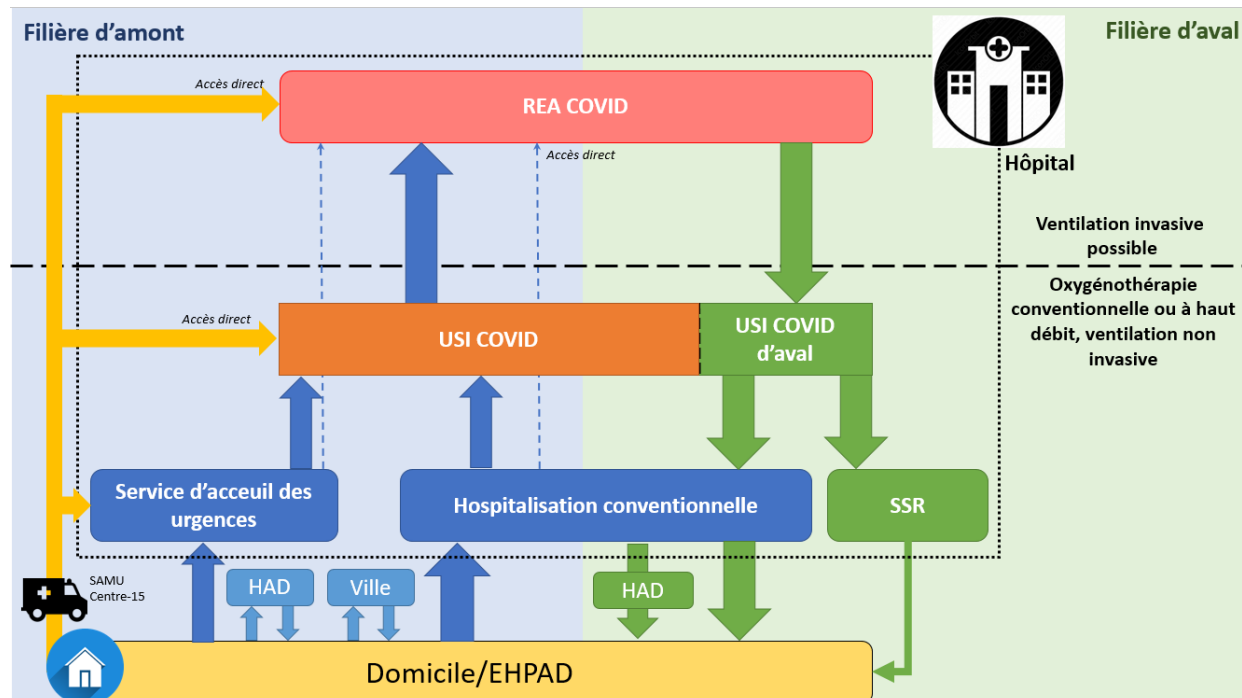 Filière d'amont
Filière d'aval
Accès direct
REA COVID
Accès direct
Hôpital
Ventilation invasive
possible
Oxygénothérapie
conventionnelle ou à haut
débit, ventilation non
invasive
Accès direct
USI COVID
USI COVID
d'aval
Service d'acceuil des
urgences
Hospitalisation conventionnelle
SSR
SAMU
Centre-15
HAD
Ville
HAD
Domicile/EHPAD